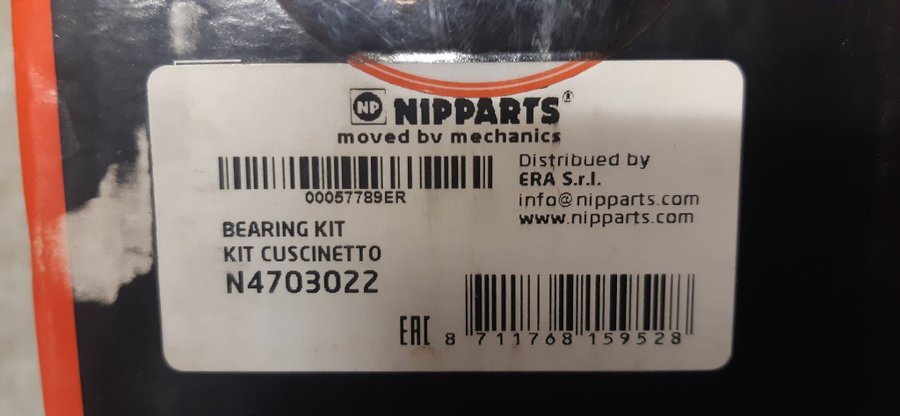 NP NIPPARTS®
moved by mechanics
00057789ER
Distribued by
ERA S.r.l.
info@nipparts.com
www.nipparts.com
BEARING KIT
KIT CUSCINETTO
N4703022
EAC 8 711768 159528